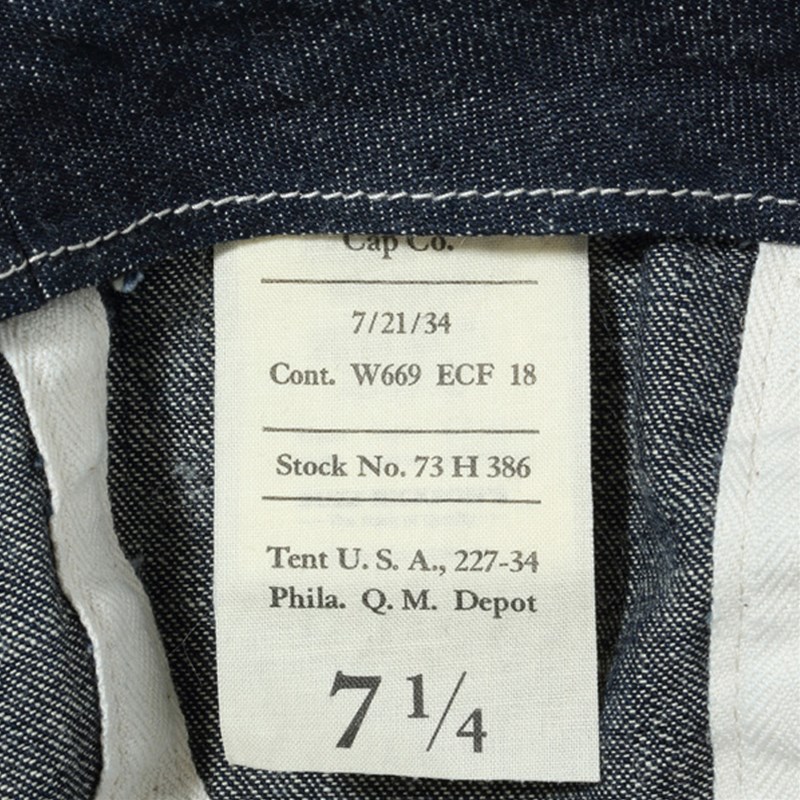 Cap Co.
7/21/34
Cont. W669 ECF 18
Stock No. 73 H 386
Tent U. S. A., 227-34
Phila. Q. M. Depot
7 1/4